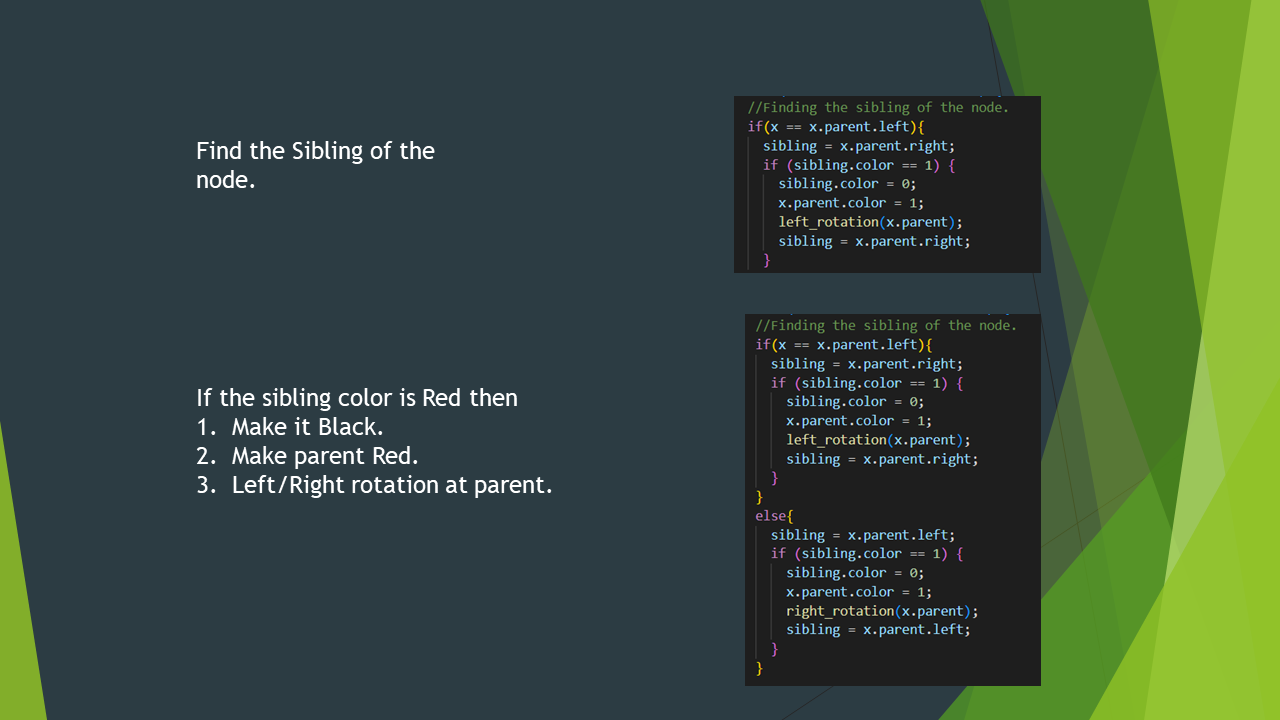 Find the Sibling of the
node.
//Finding the sibling of the node.
if(x == x.parent.left){
sibling = x.parent.right;
if (sibling.color == 1) {
sibling.color = 0;
x.parent.color = 1;
left_rotation(x.parent);
sibling = x.parent.right;
}
If the sibling color is Red then
1. Make it Black.
2. Make parent Red.
3. Left/Right rotation at parent.
//Finding the sibling of the node.
if(x == x.parent.left){
sibling = x.parent.right;
if (sibling.color == 1) {
sibling.color = 0;
x.parent.color = 1;
left_rotation(x.parent);
sibling = x.parent.right;
}
}
else{
sibling = x.parent.left;
if (sibling.color == 1) {
sibling.color = 0;
x.parent.color = 1;
right_rotation(x.parent);
sibling = x.parent.left;
}
}